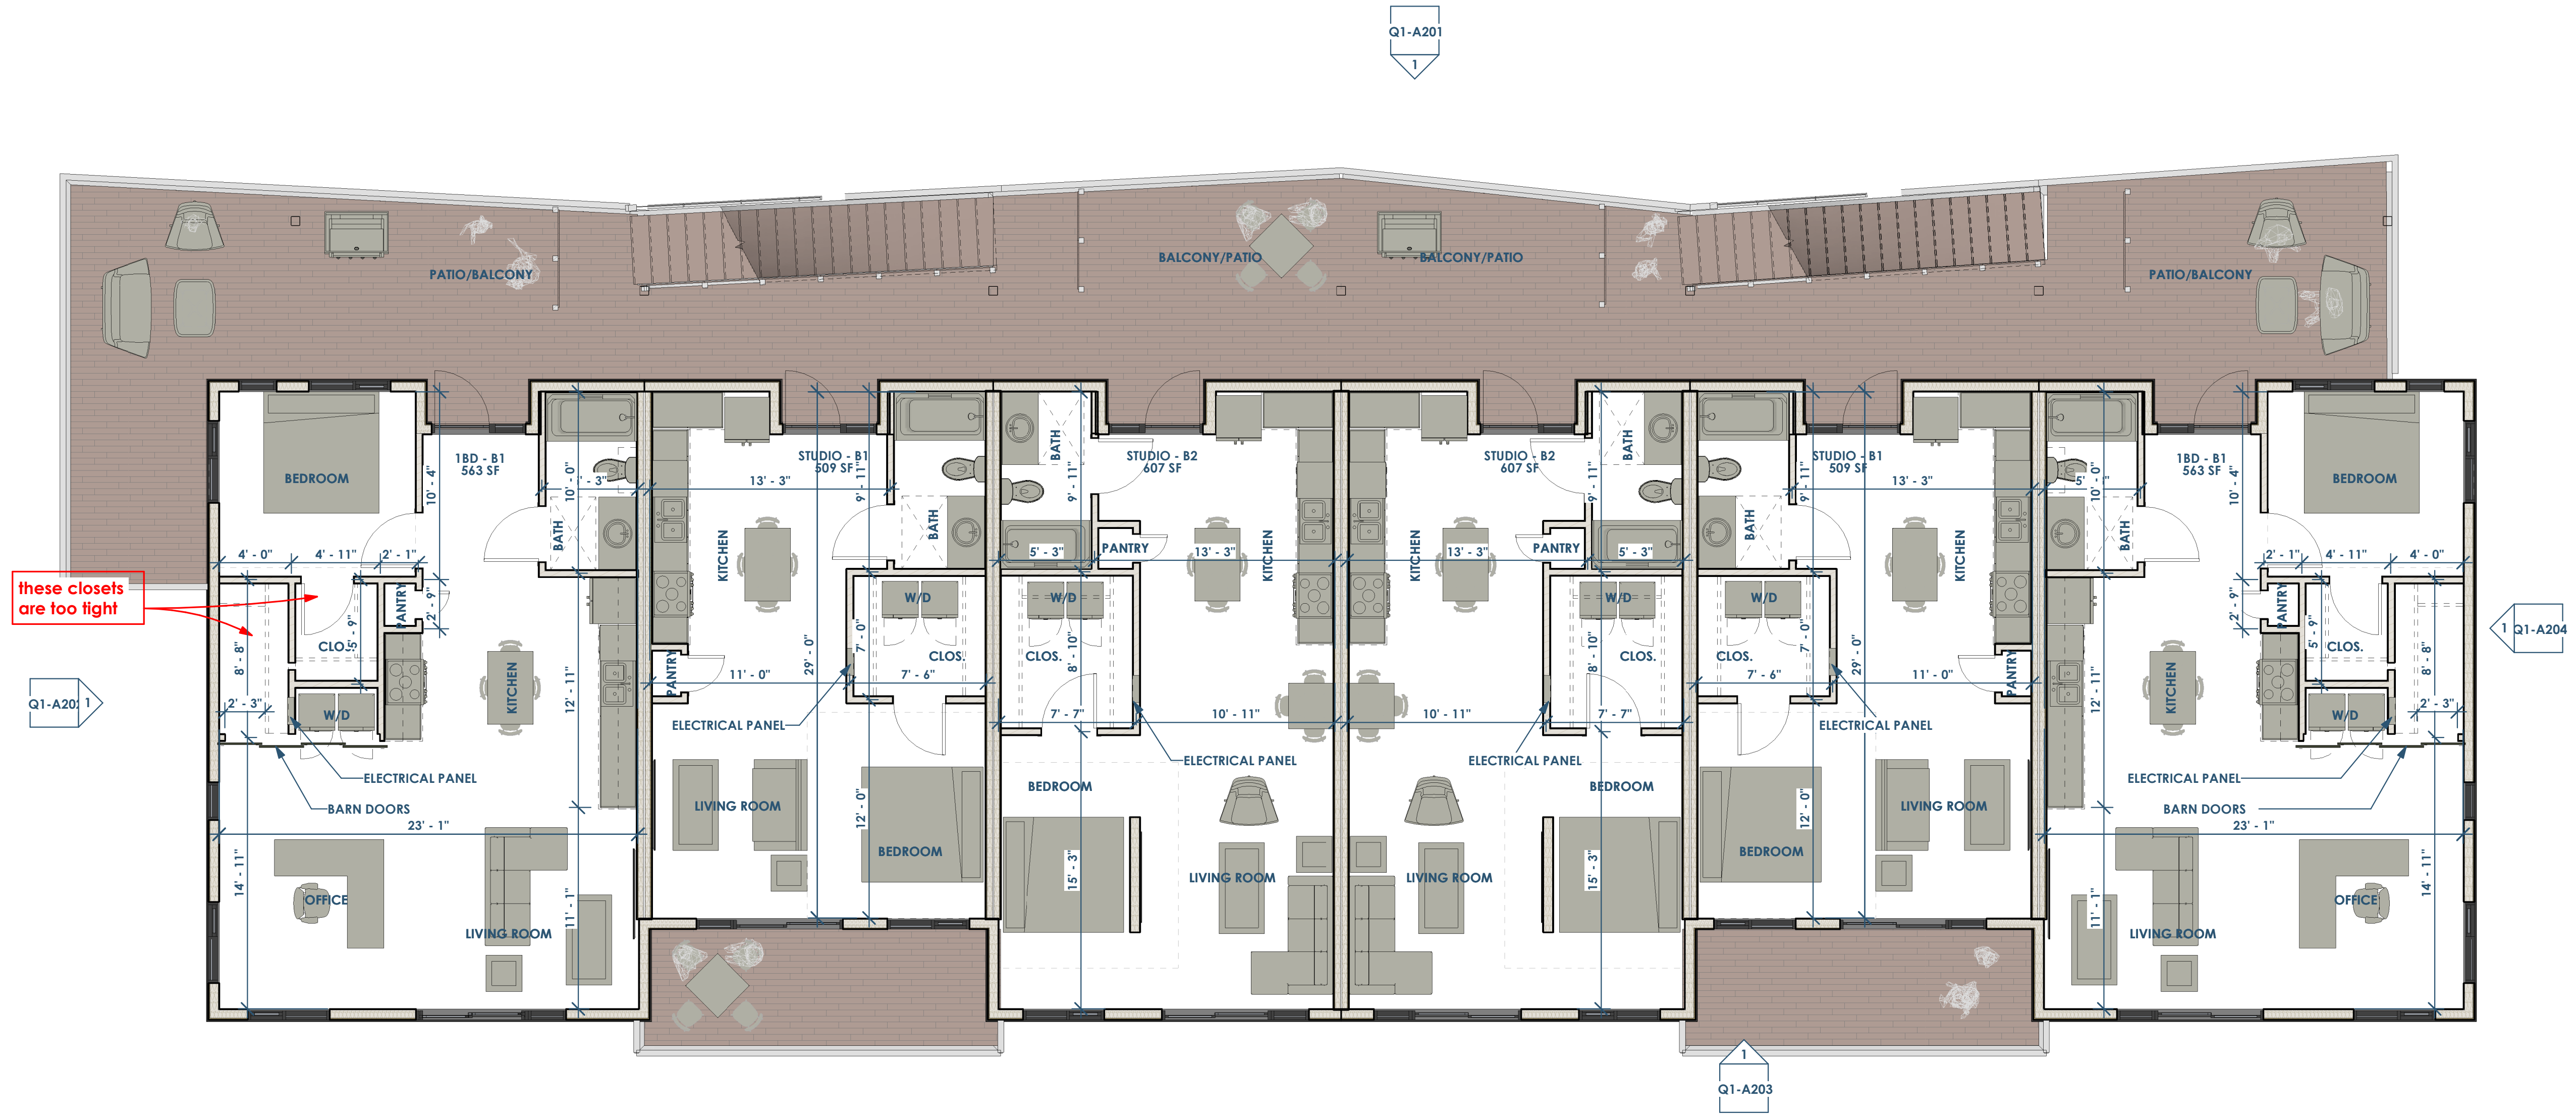 Q1-A201
1
PATIO/BALCONY
BALCONY/PATIO
BALCONY/PATIO
PATIO/BALCONY
BEDROOM
1BD - B1
563 SF
10' - 4"
10' - 0"
BATH
4' - 0"
4' - 11"
2' - 1"
these closets
are too tight
PANTRY
2' - 9"
5' - 9"
8' - 8"
2' - 3"
W/D
KITCHEN
12' - 11"
ELECTRICAL PANEL
BARN DOORS
23' - 1"
14' - 11"
OFFICE
LIVING ROOM
11' - 1"
Q1-A202
1
STUDIO - B1
509 SF
13' - 3"
9' - 11"
KITCHEN
BATH
W/D
CLOS.
7' - 0"
29' - 0"
PANTRY
11' - 0"
7' - 6"
ELECTRICAL PANEL
LIVING ROOM
12' - 0"
BEDROOM
STUDIO - B2
607 SF
BATH
9' - 11"
5' - 3"
PANTRY
13' - 3"
KITCHEN
W/D
CLOS.
8' - 10"
7' - 7"
10' - 11"
ELECTRICAL PANEL
BEDROOM
15' - 3"
LIVING ROOM
STUDIO - B2
607 SF
BATH
9' - 11"
13' - 3"
PANTRY
5' - 3"
KITCHEN
W/D
CLOS.
8' - 10"
10' - 11"
7' - 7"
ELECTRICAL PANEL
BEDROOM
15' - 3"
LIVING ROOM
STUDIO - B1
509 SF
9' - 11"
13' - 3"
BATH
KITCHEN
W/D
CLOS.
7' - 0"
29' - 0"
PANTRY
7' - 6"
11' - 0"
ELECTRICAL PANEL
12' - 0"
LIVING ROOM
BEDROOM
1BD - B1
563 SF
BEDROOM
10' - 0"
10' - 4"
BATH
2' - 1"
4' - 11"
4' - 0"
PANTRY
2' - 9"
5' - 9"
CLOS.
8' - 8"
2' - 3"
W/D
KITCHEN
12' - 11"
ELECTRICAL PANEL
BARN DOORS
23' - 1"
14' - 11"
OFFICE
11' - 1"
LIVING ROOM
1
Q1-A204
1
Q1-A203